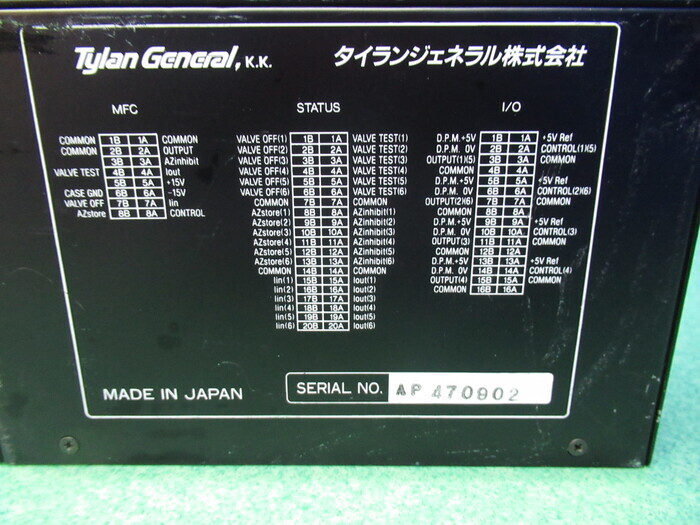 Tylan General, K.K. タイランジェネラル株式会社
MFC
COMMON 1B 1A COMMON
COMMON 2B 2A OUTPUT
3B 3A AZinhibit
VALVE TEST 4B 4A Iout
5B 5A +15V
CASE GND 6B 6A -15V
VALVE OFF 7B 7A Iin
AZstore 8B 8A CONTROL
STATUS
VALVE OFF(1) 1B 1A VALVE TEST(1)
VALVE OFF(2) 2B 2A VALVE TEST(2)
VALVE OFF(3) 3B 3A VALVE TEST(3)
VALVE OFF(4) 4B 4A VALVE TEST(4)
VALVE OFF(5) 5B 5A VALVE TEST(5)
VALVE OFF(6) 6B 6A VALVE TEST(6)
COMMON 7B 7A COMMON
AZstore(1) 8B 8A AZinhibit(1)
AZstore(2) 9B 9A AZinhibit(2)
AZstore(3) 10B 10A AZinhibit(3)
AZstore(4) 11B 11A AZinhibit(4)
AZstore(5) 12B 12A AZinhibit(5)
AZstore(6) 13B 13A AZinhibit(6)
COMMON 14B 14A COMMON
Iin(1) 15B 15A Iout(1)
Iin(2) 16B 16A Iout(2)
Iin(3) 17B 17A Iout(3)
Iin(4) 18B 18A Iout(4)
Iin(5) 19B 19A Iout(5)
Iin(6) 20B 20A Iout(6)
I/O
D.P.M.+5V 1B 1A +5V Ref
D.P.M. 0V 2B 2A CONTROL(1)(5)
OUTPUT(1)(5) 3B 3A COMMON
COMMON 4B 4A
D.P.M.+5V 5B 5A +5V Ref
D.P.M. 0V 6B 6A CONTROL(2)(6)
OUTPUT(2)(6) 7B 7A COMMON
COMMON 8B 8A
D.P.M.+5V 9B 9A +5V Ref
D.P.M. 0V 10B 10A CONTROL(3)
OUTPUT(3) 11B 11A COMMON
COMMON 12B 12A
D.P.M.+5V 13B 13A +5V Ref
D.P.M. 0V 14B 14A CONTROL(4)
OUTPUT(4) 15B 15A COMMON
COMMON 16B 16A
MADE IN JAPAN
SERIAL NO. AP 470902